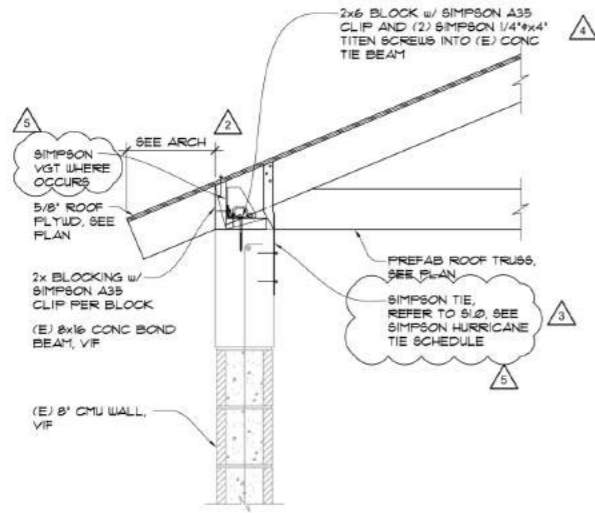 2x6 BLOCK w/ SIMPSON A35
CLIP AND (2) SIMPSON 1/4"φx4"
TITEN SCREWS INTO (E) CONC
TIE BEAM
4
5
SEE ARCH
2
SIMPSON
VGT WHERE
OCCURS
5/8" ROOF
PLYWD, SEE
PLAN
2x BLOCKING w/
SIMPSON A35
CLIP PER BLOCK
(E) 8x16 CONC BOND
BEAM, VIF
(E) 8" CMU WALL,
VIF
PREFAB ROOF TRUSS,
SEE PLAN
SIMPSON TIE,
REFER TO S1.0, SEE
SIMPSON HURRICANE
TIE SCHEDULE
3
5